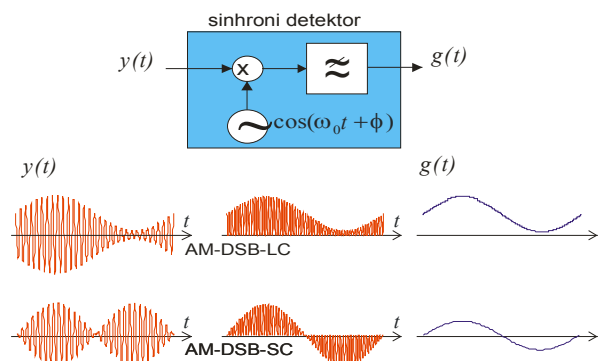 sinhroni detektor
y(t) x ≈ g(t)
~ cos(ω₀t +ϕ)
y(t) g(t)
t t t
AM-DSB-LC
t t t
AM-DSB-SC